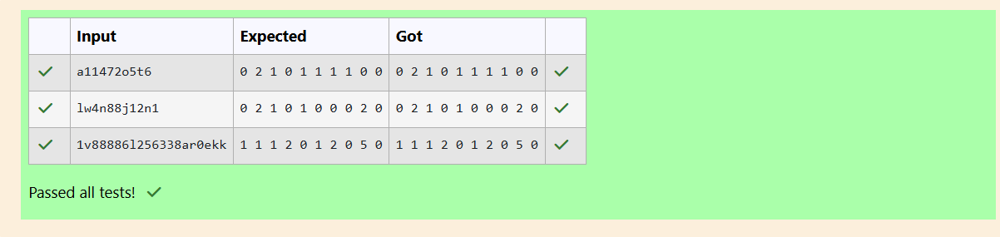 Input Expected Got
a11472o5t6 0 2 1 0 1 1 1 1 0 0 0 2 1 0 1 1 1 1 0 0
lw4n88j12n1 0 2 1 0 1 0 0 0 2 0 0 2 1 0 1 0 0 0 2 0
1v88886l256338ar0ekk 1 1 1 2 0 1 2 0 5 0 1 1 1 2 0 1 2 0 5 0
Passed all tests!